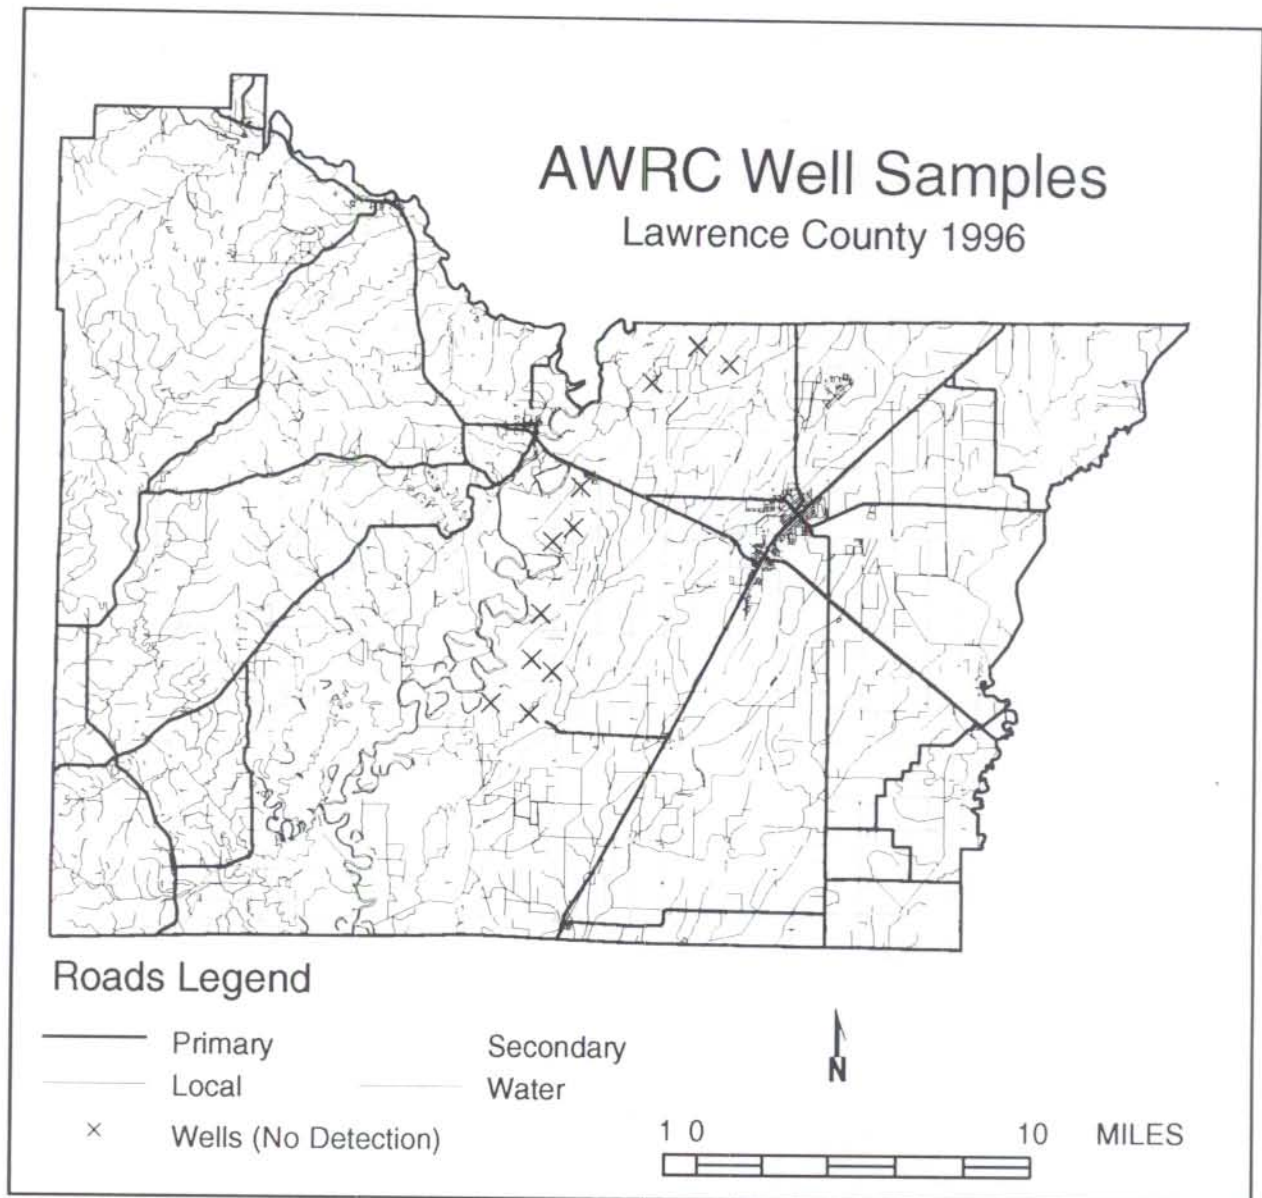 AWRC Well Samples
Lawrence County 1996
Roads Legend
Primary
Secondary
Local
Water
Wells (No Detection)
N
1 0 10 MILES